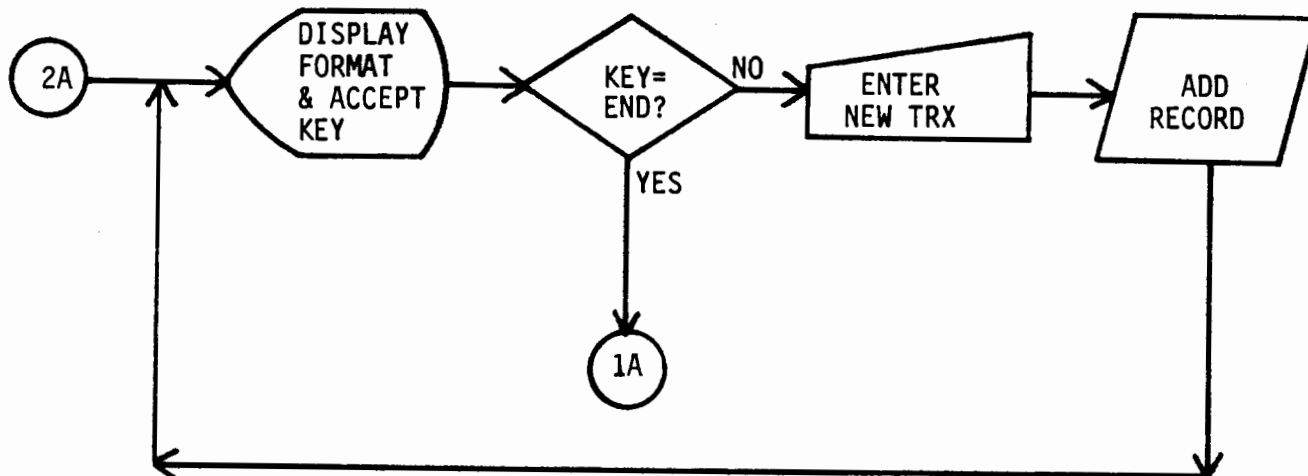 2A
DISPLAY
FORMAT
& ACCEPT
KEY
KEY=
END?
NO
ENTER
NEW TRX
ADD
RECORD
YES
1A